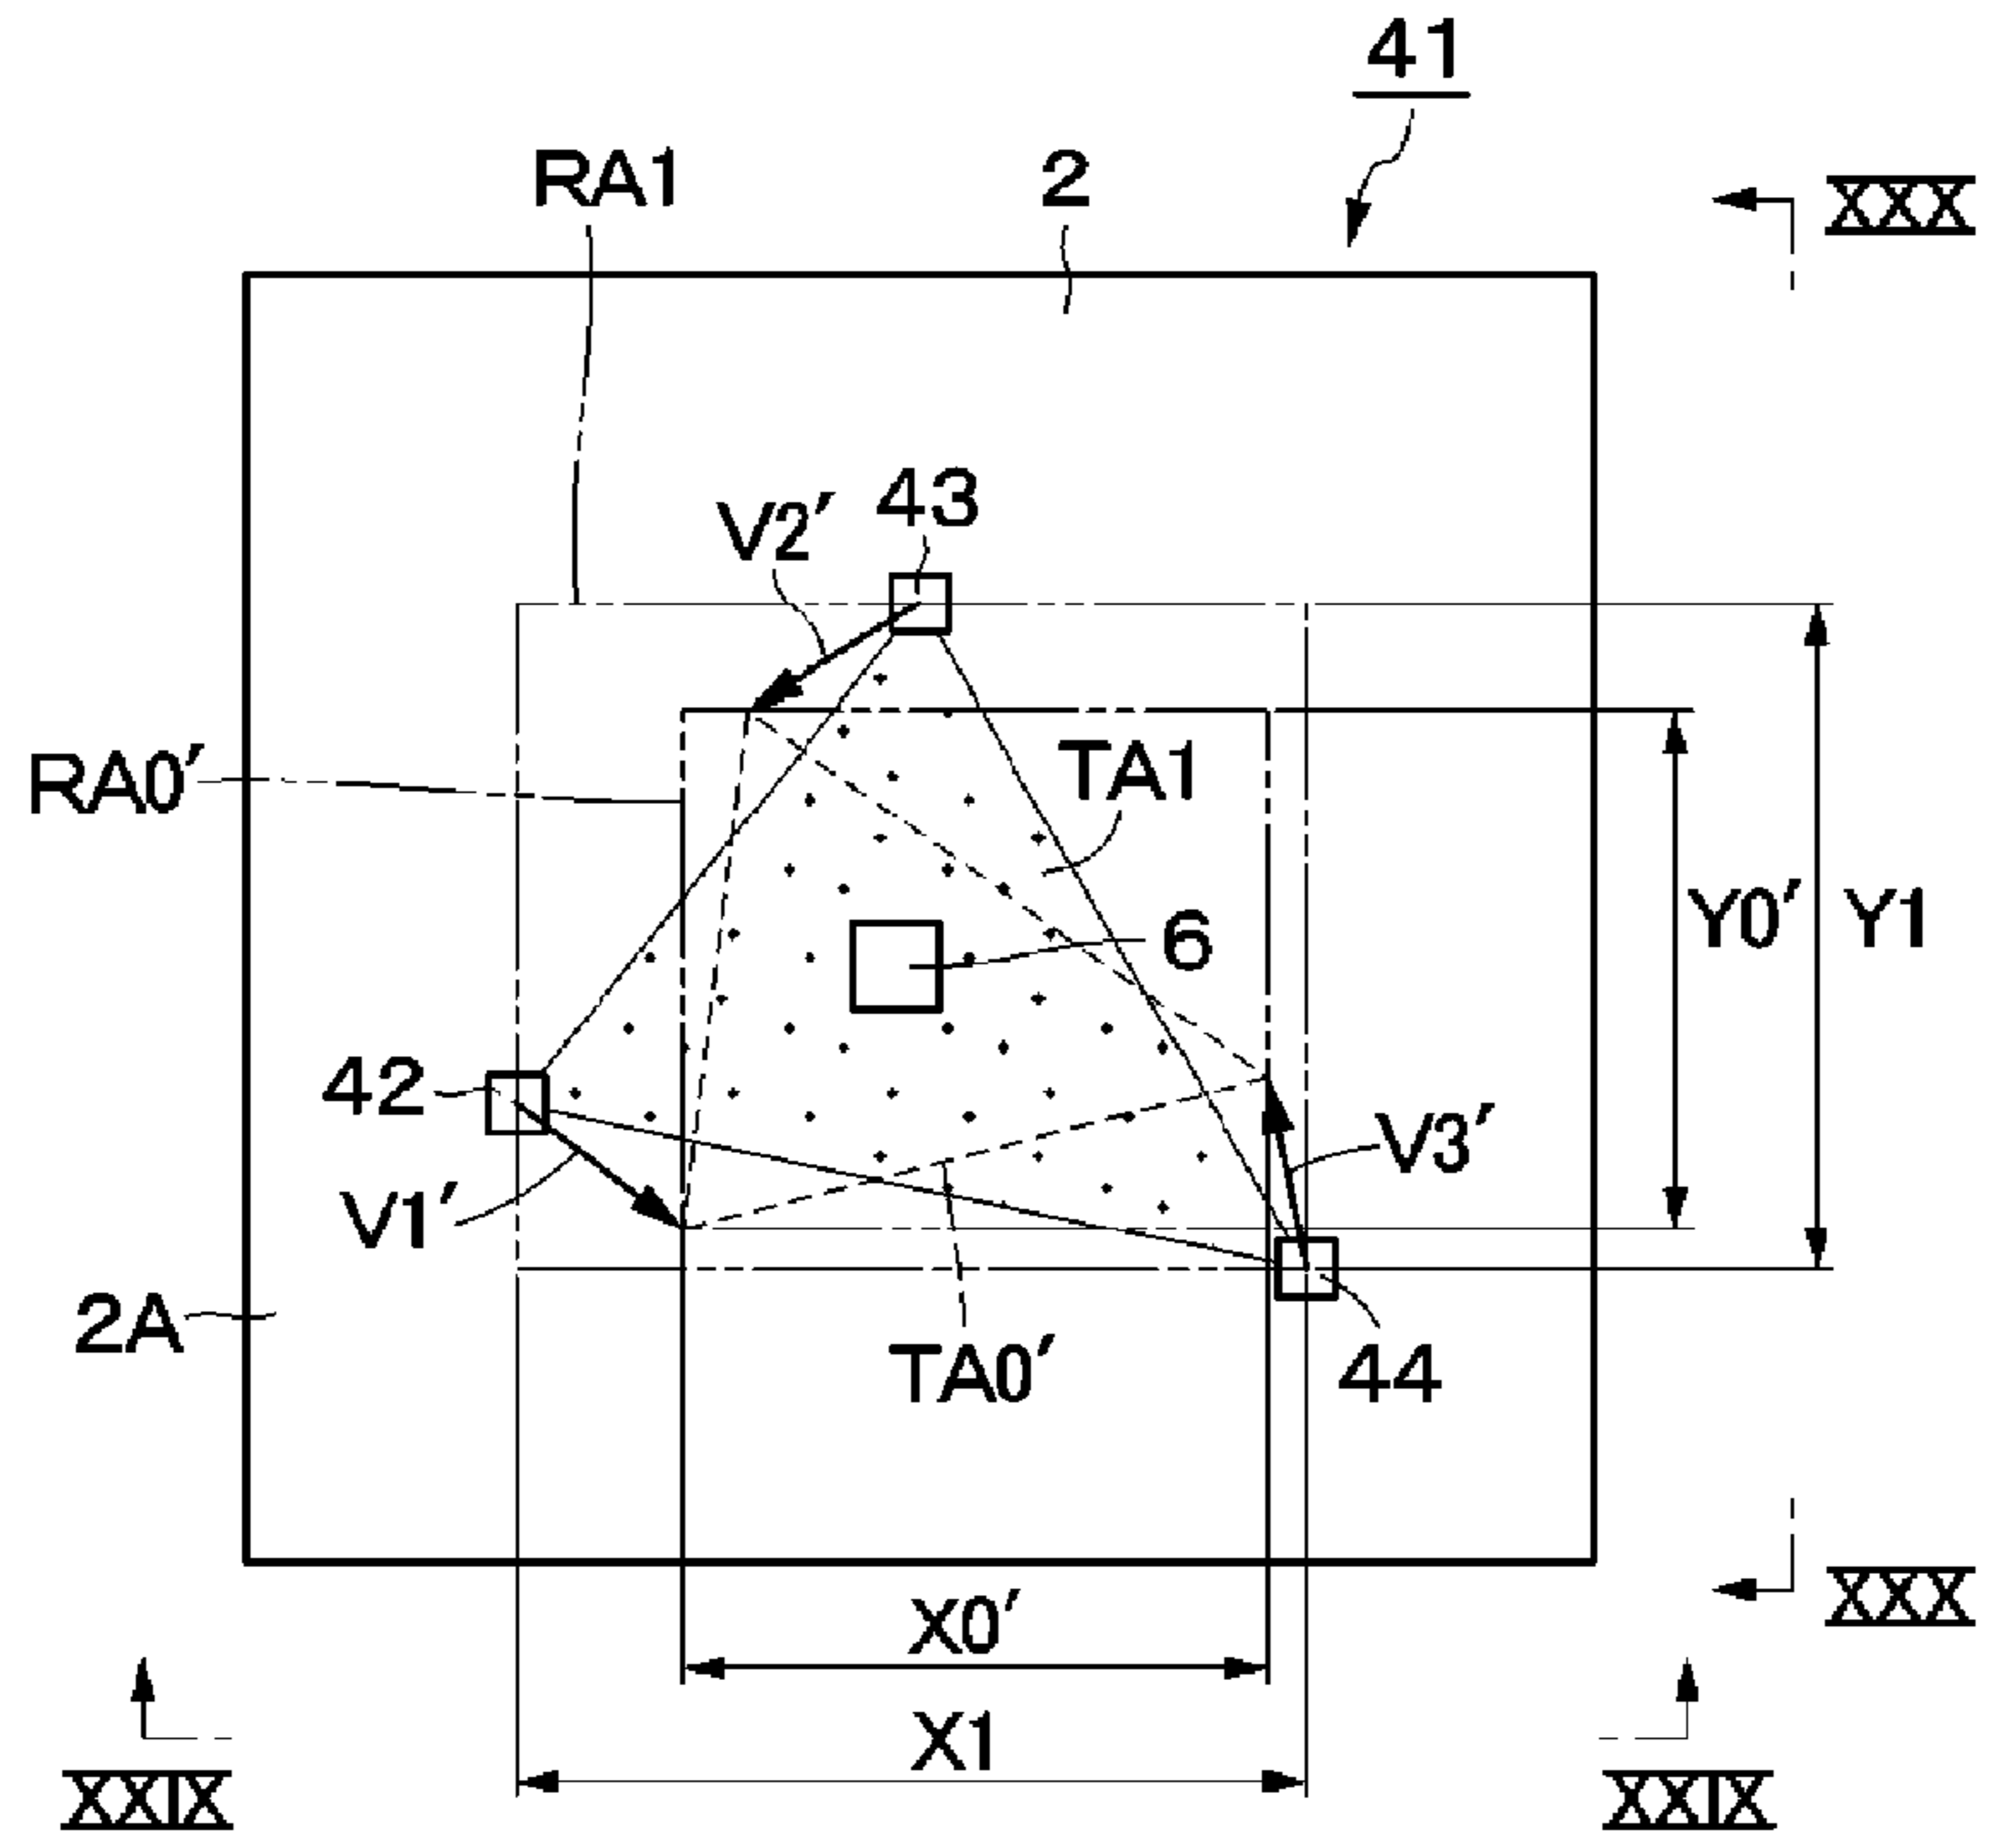 41
RA1
2
XXX
43
V2′
RA0′
TA1
6
Y0′
Y1
42
V3′
V1′
2A
TA0′
44
XXX
X0′
X1
XXIX
XXIX